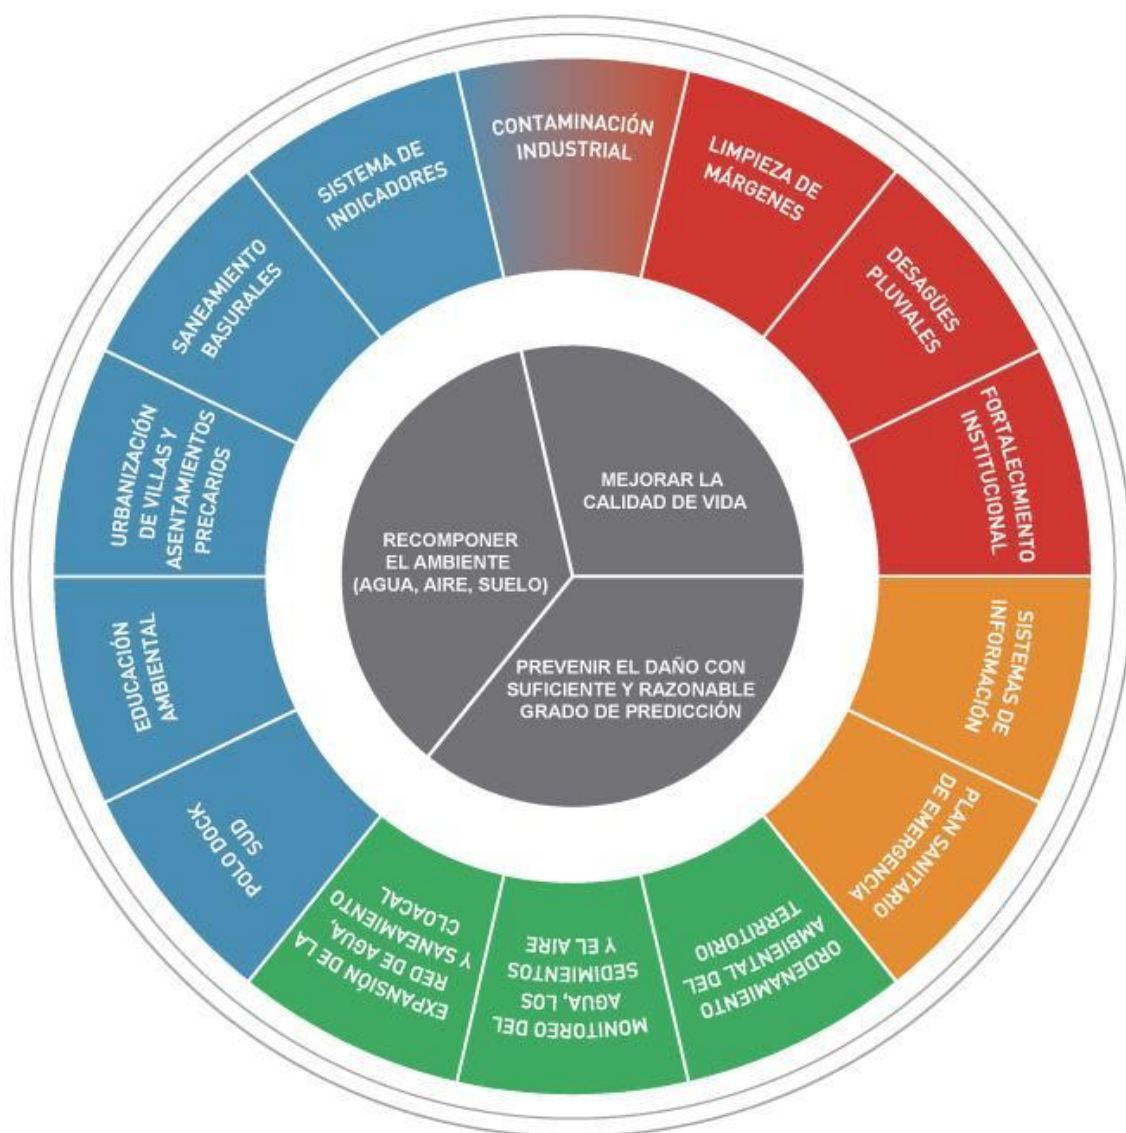 CONTAMINACIÓN
INDUSTRIAL
LIMPIEZA DE
MÁRGENES
DESAGÜES
PLUVIALES
FORTALECIMIENTO
INSTITUCIONAL
SISTEMAS DE
INFORMACIÓN
PLAN SANITARIO
DE EMERGENCIA
ORDENAMIENTO
AMBIENTAL DEL
TERRITORIO
MONITOREO DEL
AGUA, LOS
SEDIMIENTOS
Y EL AIRE
EXPANSIÓN DE LA
RED DE AGUA,
Y SANEAMIENTO
CLOACAL
POLO DOCK
SUD
EDUCACIÓN
AMBIENTAL
URBANIZACIÓN
DE VILLAS Y
ASENTAMIENTOS
PRECARIOS
SANEAMIENTO
BASURALES
SISTEMA DE
INDICADORES
MEJORAR LA
CALIDAD DE VIDA
RECOMPONER
EL AMBIENTE
(AGUA, AIRE, SUELO)
PREVENIR EL DAÑO CON
SUFICIENTE Y RAZONABLE
GRADO DE PREDICCIÓN